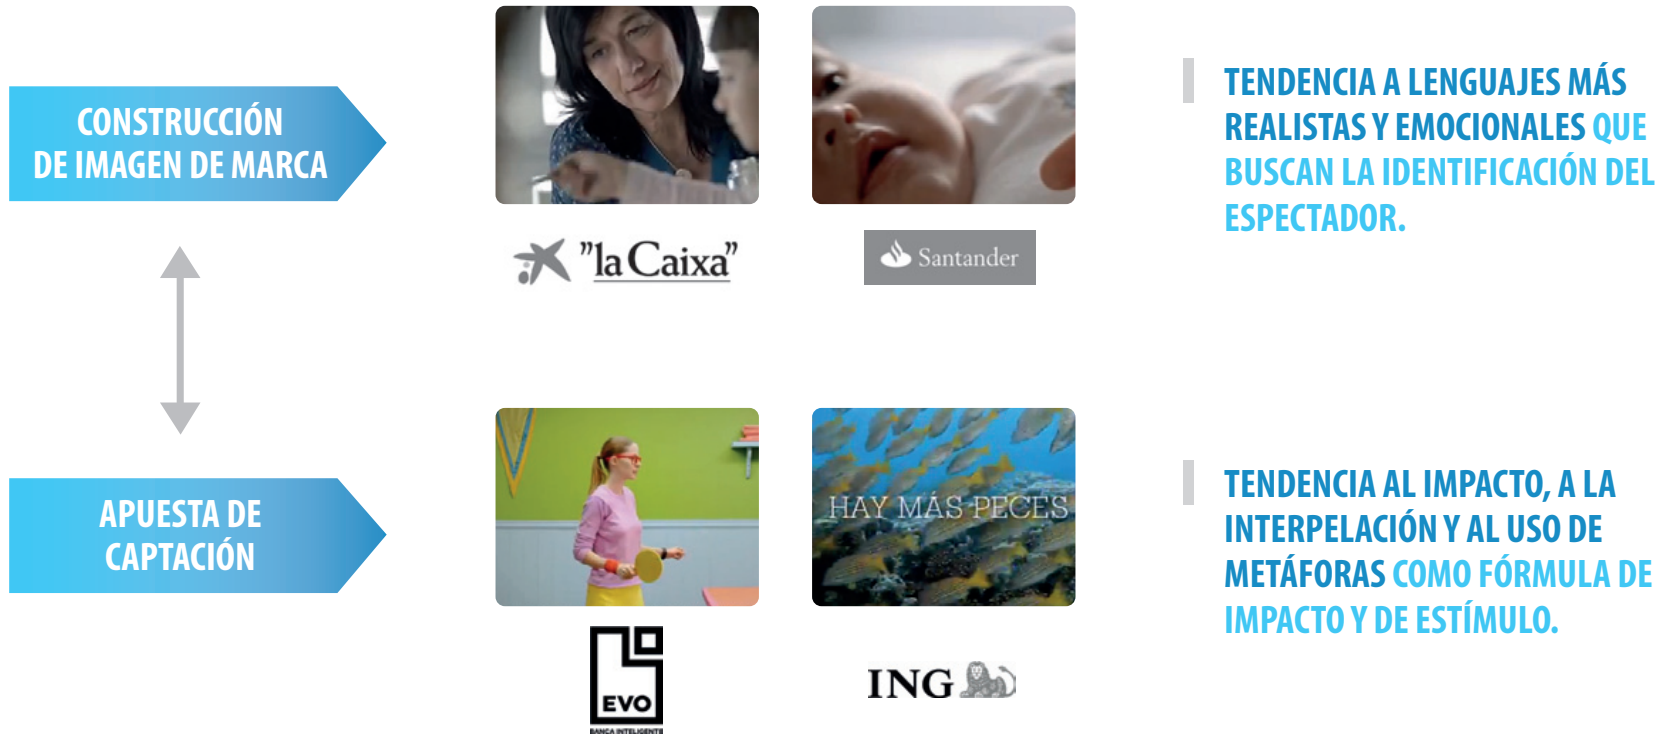 CONSTRUCCIÓN
DE IMAGEN DE MARCA
"la Caixa"
Santander
TENDENCIA A LENGUAJES MÁS
REALISTAS Y EMOCIONALES QUE
BUSCAN LA IDENTIFICACIÓN DEL
ESPECTADOR.
APUESTA DE
CAPTACIÓN
HAY MÁS PECES
EVO
BANCA INTELIGENTE
ING
TENDENCIA AL IMPACTO, A LA
INTERPELACIÓN Y AL USO DE
METÁFORAS COMO FÓRMULA DE
IMPACTO Y DE ESTÍMULO.